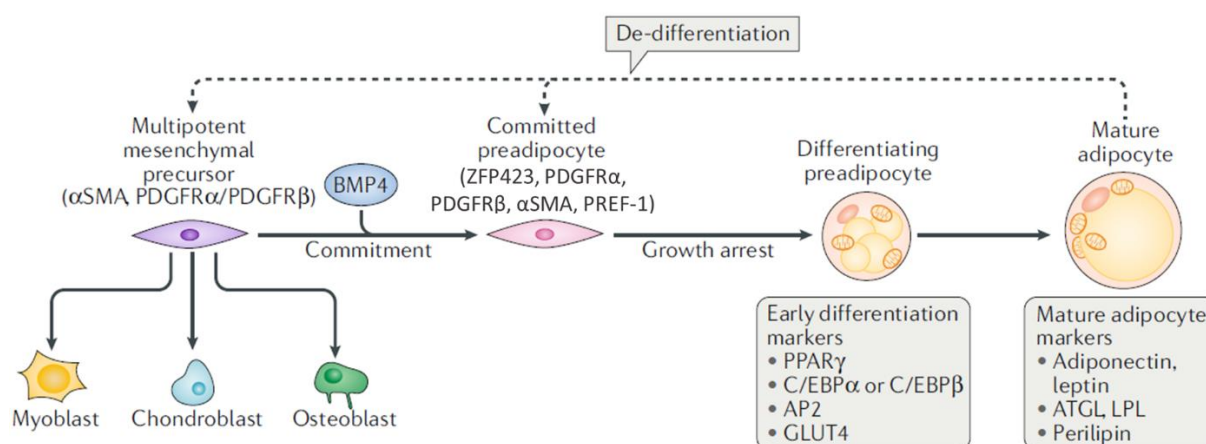 De-differentiation
Multipotent
mesenchymal
precursor
(αSMA, PDGFRα/PDGFRβ)
BMP4
Commitment
Committed
preadipocyte
(ZFP423, PDGFRα,
PDGFRβ, αSMA, PREF-1)
Growth arrest
Differentiating
preadipocyte
Mature
adipocyte
Myoblast
Chondroblast
Osteoblast
Early differentiation
markers
• PPARγ
• C/EBPα or C/EBPβ
• AP2
• GLUT4
Mature adipocyte
markers
• Adiponectin,
leptin
• ATGL, LPL
• Perilipin